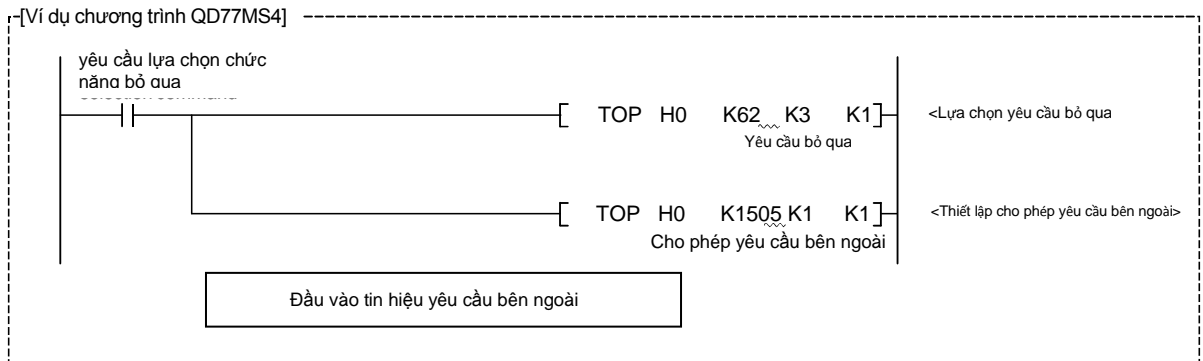 [Ví dụ chương trình QD77MS4]
yêu cầu lựa chọn chức
năng bỏ qua
TOP H0 K62 K3 K1
<Lựa chọn yêu cầu bỏ qua
Yêu cầu bỏ qua
TOP H0 K1505 K1 K1
<Thiết lập cho phép yêu cầu bên ngoài>
Cho phép yêu cầu bên ngoài
Đầu vào tin hiệu yêu cầu bên ngoài